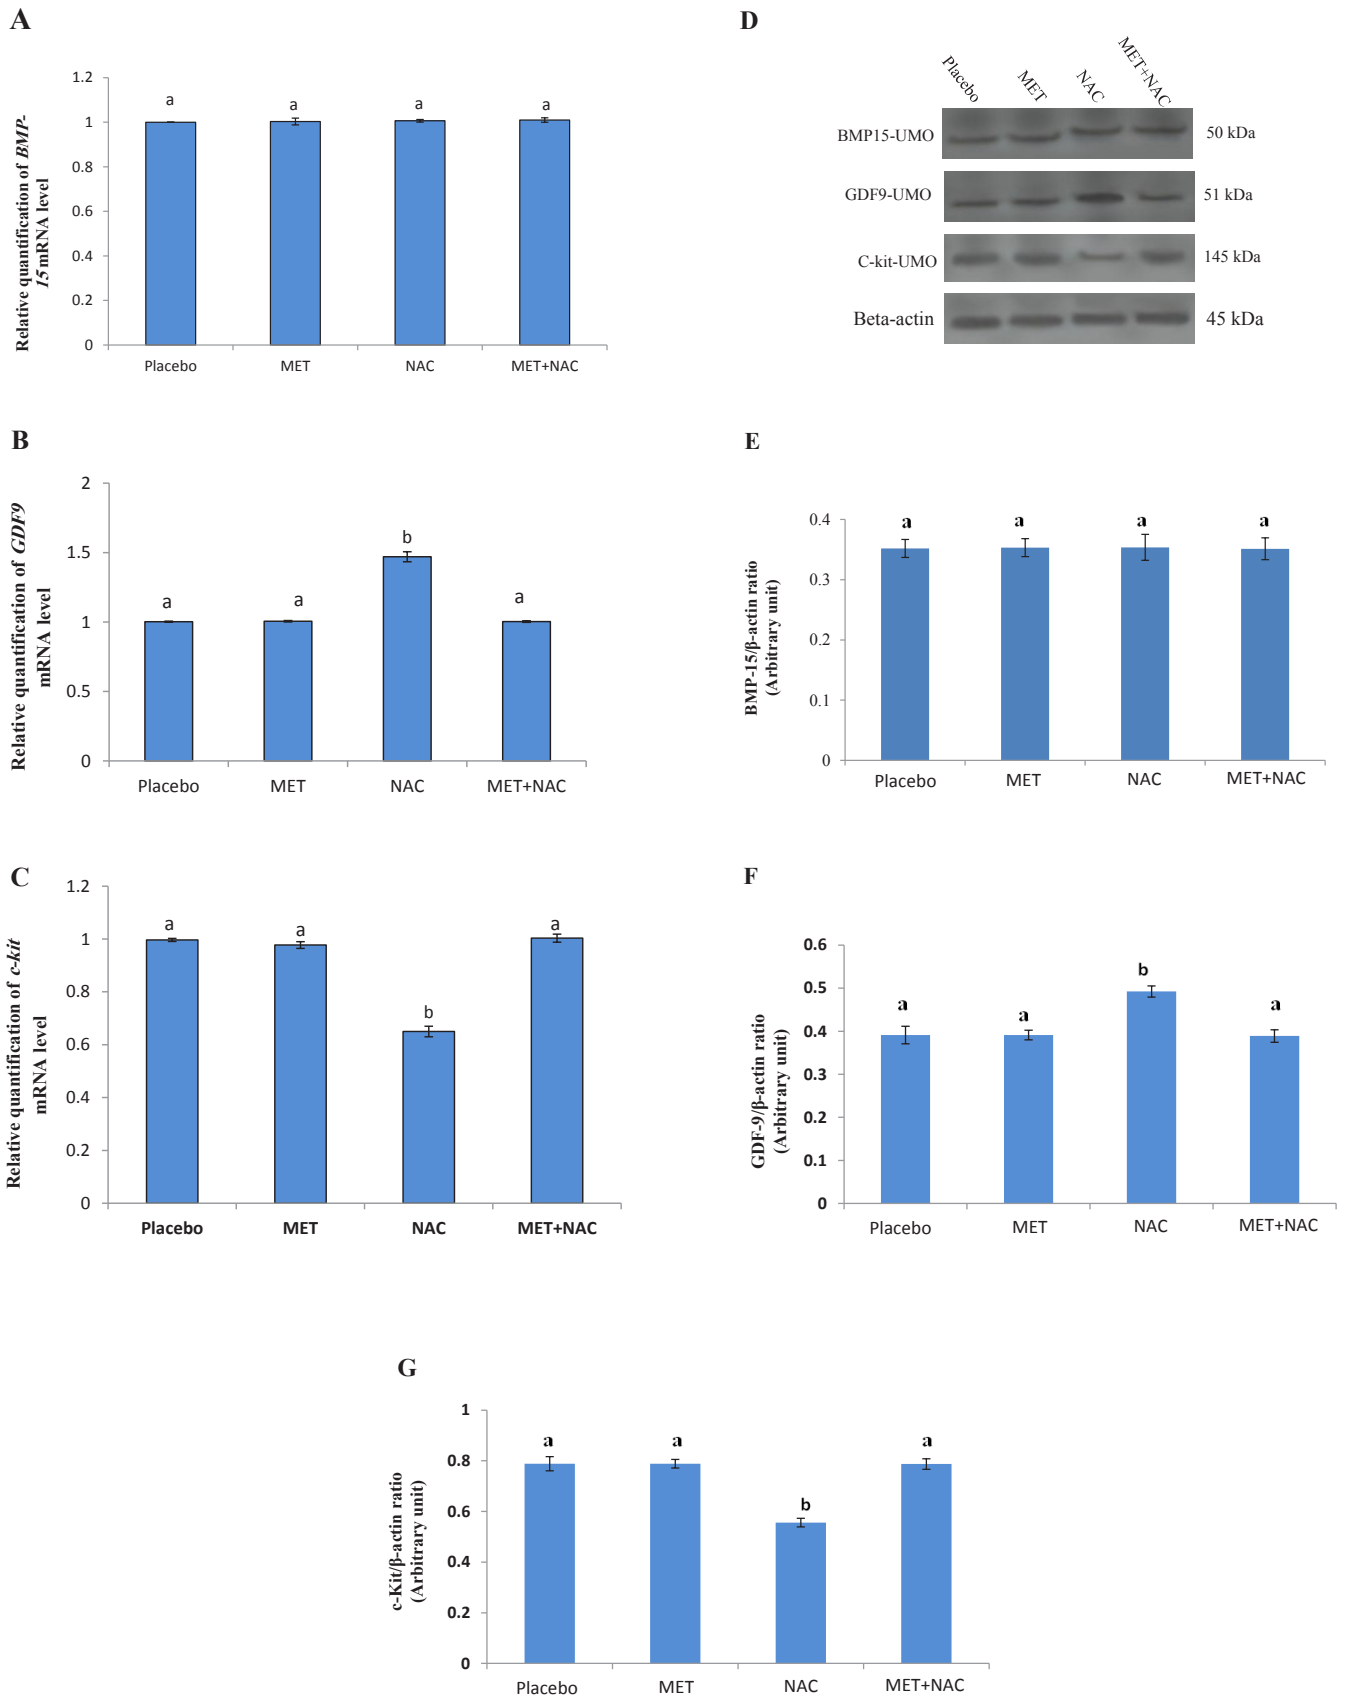 A
Relative quantification of BMP-
15 mRNA level
1.2
1
0.8
0.6
0.4
0.2
0
a
a
a
a
Placebo
MET
NAC
MET+NAC
B
Relative quantification of GDF9
mRNA level
2
1.5
1
0.5
0
a
a
b
a
Placebo
MET
NAC
MET+NAC
C
Relative quantification of c-kit
mRNA level
1.2
1
0.8
0.6
0.4
0.2
0
a
a
b
a
Placebo
MET
NAC
MET+NAC
D
Placebo
MET
NAC
MET+NAC
BMP15-UMO
50 kDa
GDF9-UMO
51 kDa
C-kit-UMO
145 kDa
Beta-actin
45 kDa
E
BMP-15/β-actin ratio
(Arbitrary unit)
0.4
0.3
0.2
0.1
0
a
a
a
a
Placebo
MET
NAC
MET+NAC
F
GDF-9/β-actin ratio
(Arbitrary unit)
0.6
0.5
0.4
0.3
0.2
0.1
0
a
a
b
a
Placebo
MET
NAC
MET+NAC
G
c-Kit/β-actin ratio
(Arbitrary unit)
1
0.8
0.6
0.4
0.2
0
a
a
b
a
Placebo
MET
NAC
MET+NAC